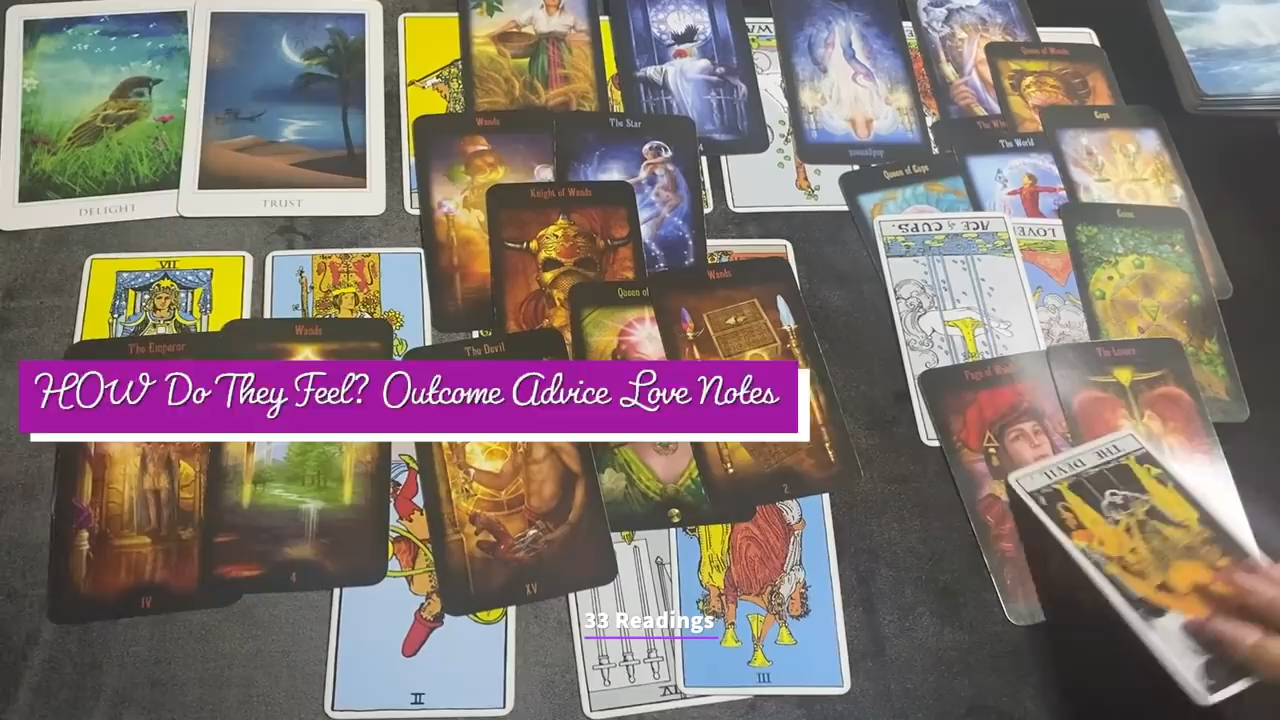 DELIGHT
TRUST
Wands
The Star
Knight of Wands
Queen of Wands
The World
Cups
Queen of Cups
ACE of CUPS.
LOVE
Coins
VII
The Emperor
Wands
The Devil
Queen of
Wands
Page of Wands
The Lovers
THE DEVIL
HOW Do They Feel? Outcome Advice Love Notes
IV
4
XV
2
33 Readings
II
III